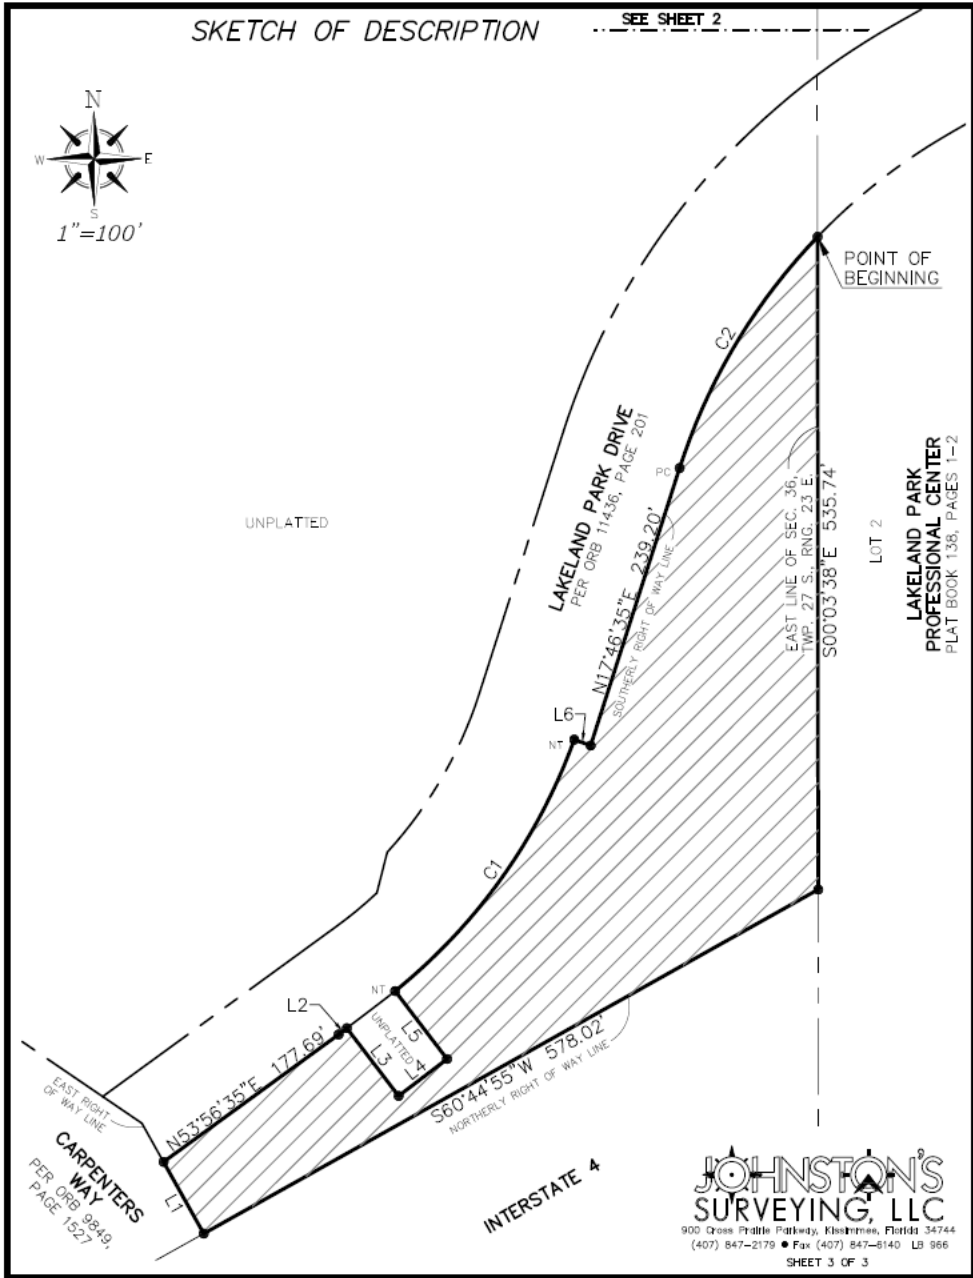 SKETCH OF DESCRIPTION
SEE SHEET 2
N
W
E
S
1"=100'
POINT OF
BEGINNING
C2
LAKELAND PARK DRIVE
PER ORB 11436, PAGE 201
PC
UNPLATTED
N17°46'35"E 239.20'
SOUTHERLY RIGHT OF WAY LINE
EAST LINE OF SEC. 36,
TWP. 27 S., RNG. 23 E.
S00°03'38"E 535.74'
LOT 2
LAKELAND PARK
PROFESSIONAL CENTER
PLAT BOOK 138, PAGES 1-2
L6
NT
C1
NT
L2
UNPLATTED
L5
L3
L4
N53°56'35"E 177.69'
S60°44'55"W 578.02'
NORTHERLY RIGHT OF WAY LINE
EAST RIGHT
OF WAY LINE
CARPENTERS
WAY
PER ORB 9849,
PAGE 1527
L1
INTERSTATE 4
JOHNSTON'S
SURVEYING, LLC
900 Cross Prairie Parkway, Kissimmee, Florida 34744
(407) 847-2179 ● Fax (407) 847-6140 LB 966
SHEET 3 OF 3